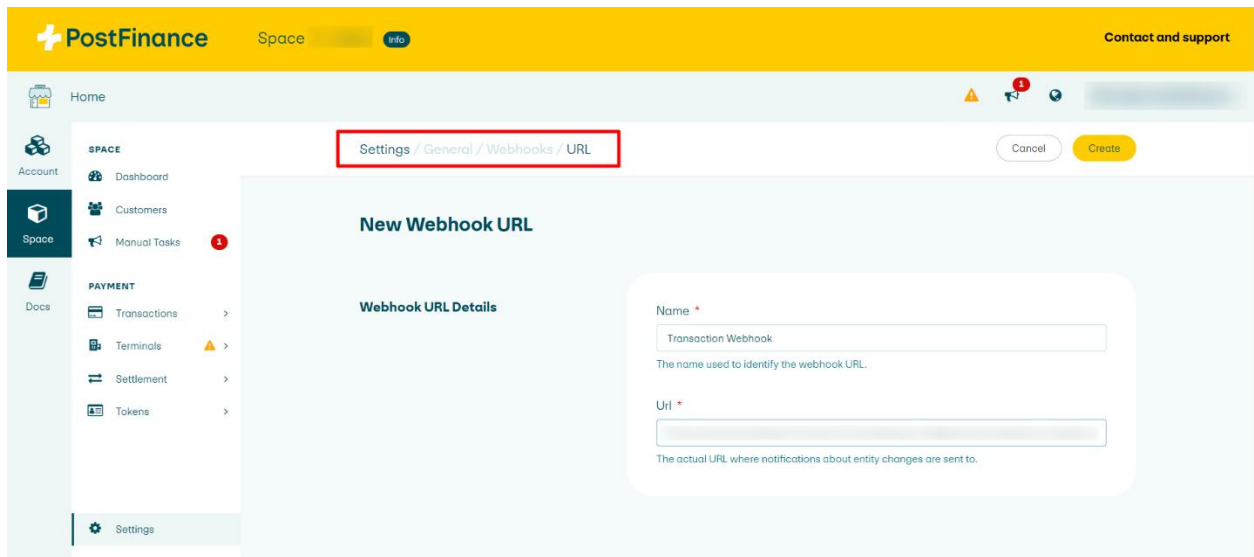 PostFinance
Space
Info
Contact and support
Home
1
Account
Space
Docs
SPACE
Dashboard
Customers
Manual Tasks 1
PAYMENT
Transactions
Terminals
Settlement
Tokens
Settings
Settings / General / Webhooks / URL
Cancel
Create
New Webhook URL
Webhook URL Details
Name *
Transaction Webhook
The name used to identify the webhook URL.
Url *
The actual URL where notifications about entity changes are sent to.